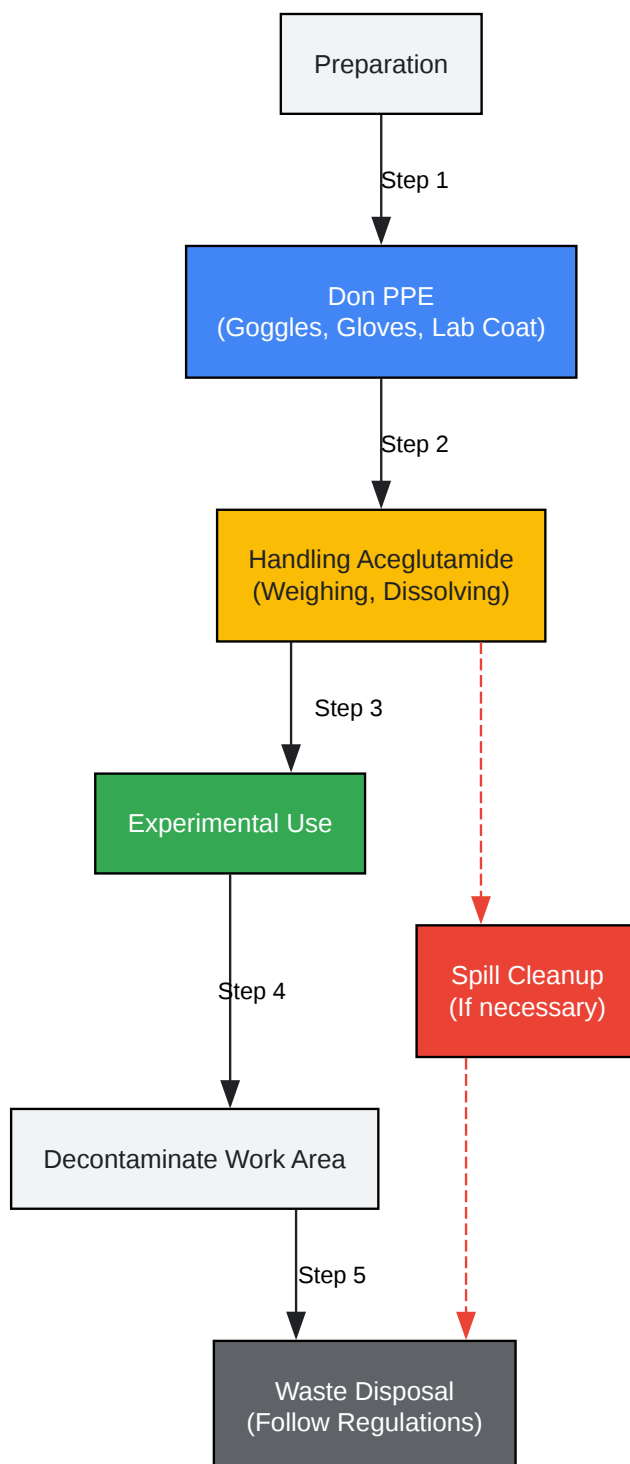 Preparation
Step 1
Don PPE
(Goggles, Gloves, Lab Coat)
Step 2
Handling Aceglutamide
(Weighing, Dissolving)
Step 3
Experimental Use
Spill Cleanup
(If necessary)
Step 4
Decontaminate Work Area
Step 5
Waste Disposal
(Follow Regulations)